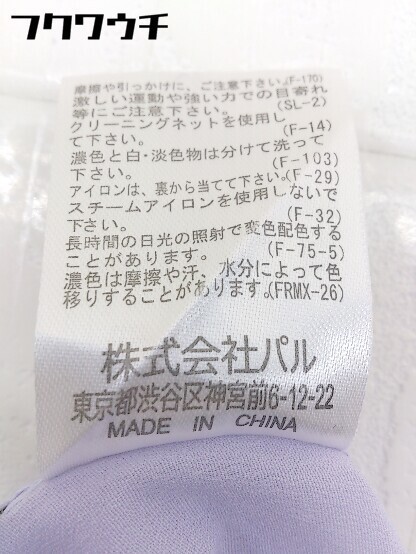 フクワウチ
摩擦や引っかけに、ご注意下さい。(F-170)
激しい運動や強い力での目寄れ
等にご注意下さい。 (SL-2)
クリーニングネットを使用し
て下さい。 (F-14)
濃色と白・淡色物は分けて洗って
下さい。 (F-103)
アイロンは、裏から当てて下さい。(F-29)
スチームアイロンを使用しないで
下さい。 (F-32)
長時間の日光の照射で変色配色する
ことがあります。 (F-75-5)
濃色は摩擦や汗、水分によって色
移りすることがあります。(FRMX-26)
株式会社パル
東京都渋谷区神宮前6-12-22
MADE IN CHINA